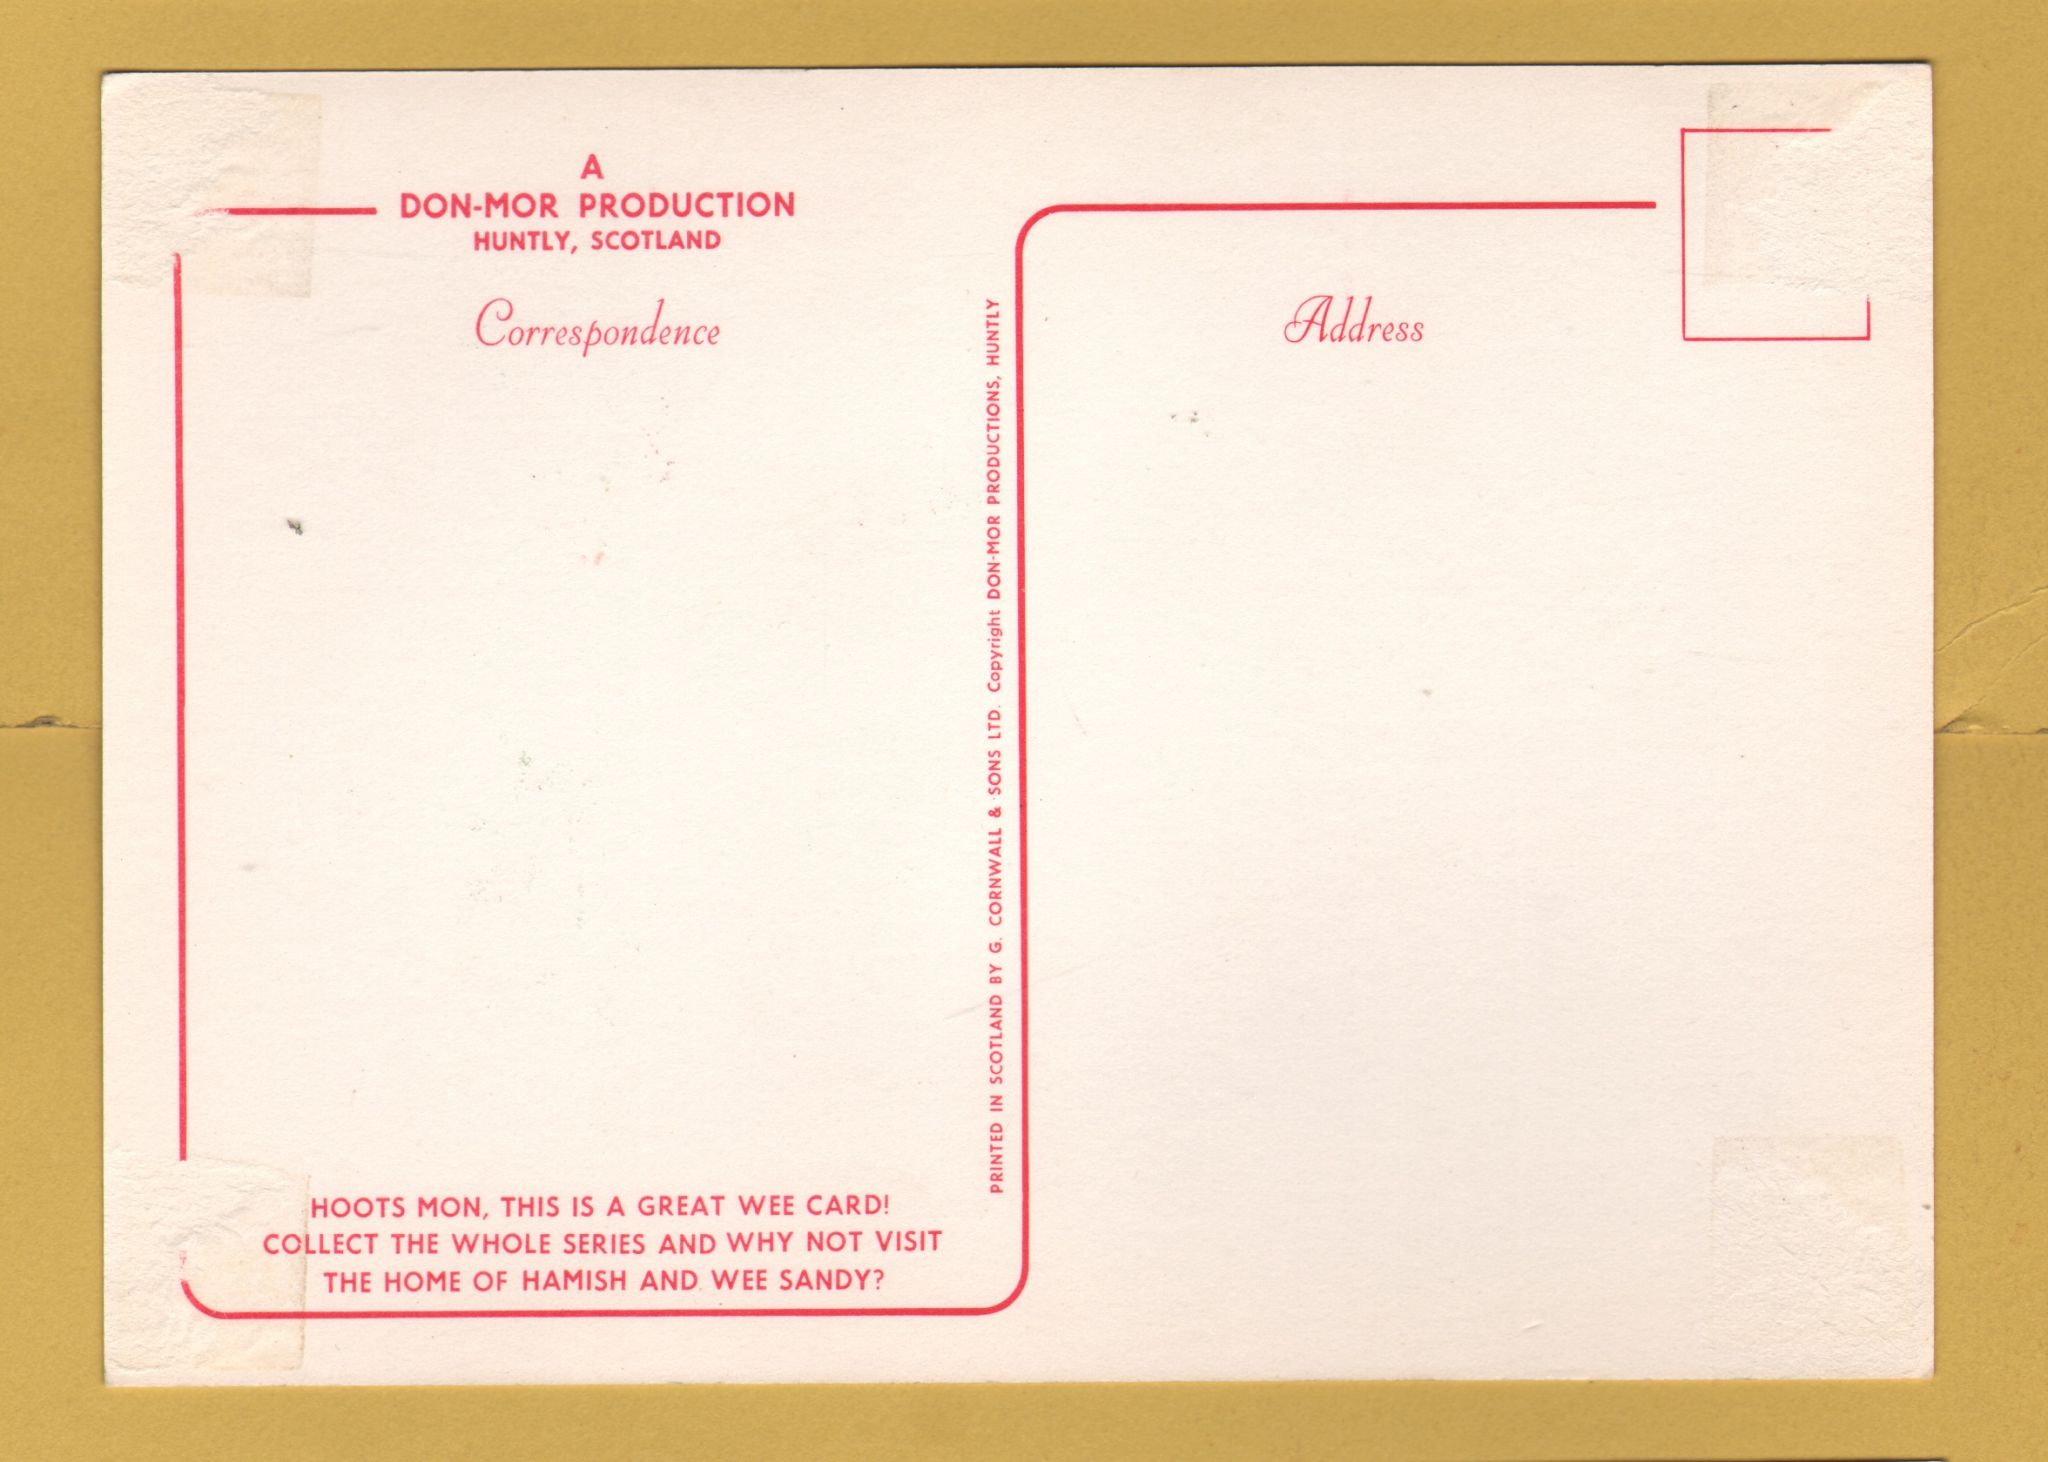 A
DON-MOR PRODUCTION
HUNTLY, SCOTLAND
Correspondence
Address
PRINTED IN SCOTLAND BY G. CORNWALL & SONS LTD. Copyright DON-MOR PRODUCTIONS, HUNTLY
HOOTS MON, THIS IS A GREAT WEE CARD!
COLLECT THE WHOLE SERIES AND WHY NOT VISIT
THE HOME OF HAMISH AND WEE SANDY?